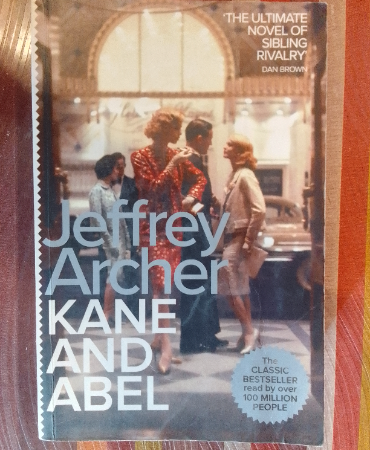 'THE ULTIMATE
NOVEL OF
SIBLING
RIVALRY'
DAN BROWN
Jeffrey
Archer
KANE
AND
ABEL
The
CLASSIC
BESTSELLER
read by over
100 MILLION
PEOPLE